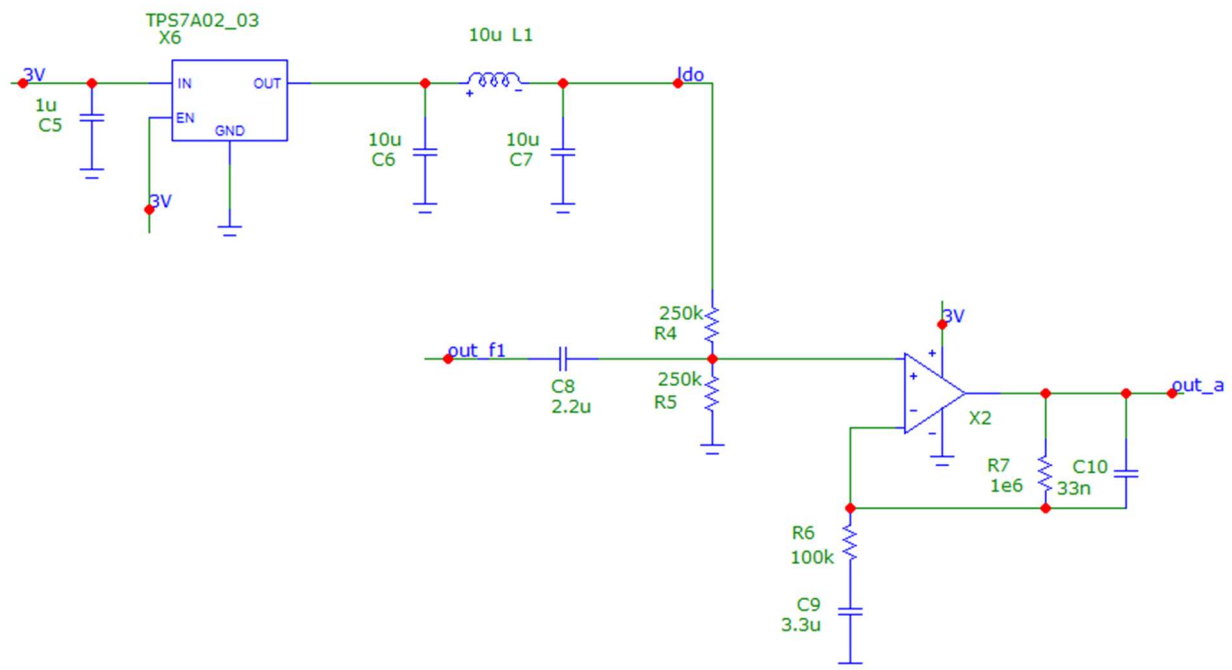 TPS7A02_03
X6
10u L1
3V
IN
OUT
ldo
1u
C5
EN
GND
10u
C6
+
-
10u
C7
3V
250k
R4
3V
out_f1
250k
R5
C8
2.2u
+
+
-
-
X2
out_a
R7
1e6
C10
33n
R6
100k
C9
3.3u